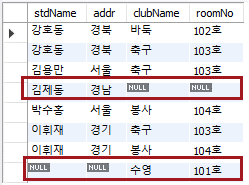 stdName addr clubName roomNo
강호동 경북 바둑 102호
강호동 경북 축구 103호
김용만 서울 축구 103호
김제동 경남 NULL NULL
박수홍 서울 봉사 104호
이휘재 경기 축구 103호
이휘재 경기 봉사 104호
NULL NULL 수영 101호